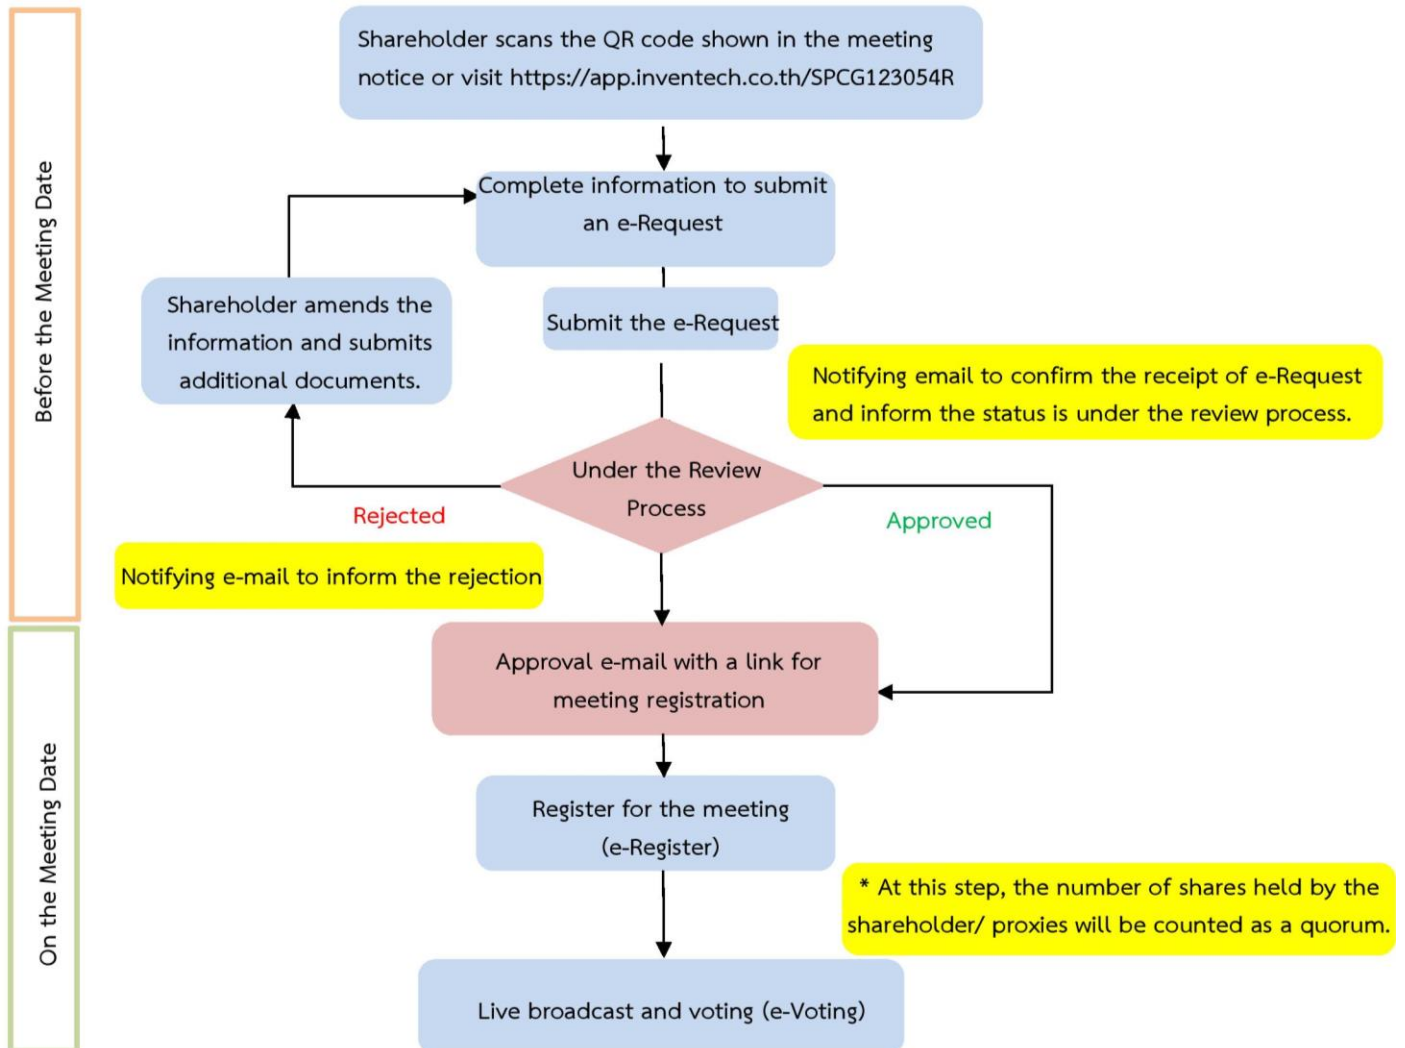 Before the Meeting Date
Shareholder scans the QR code shown in the meeting
notice or visit https://app.inventech.co.th/SPCG123054R
Complete information to submit
an e-Request
Shareholder amends the
information and submits
additional documents.
Submit the e-Request
Notifying email to confirm the receipt of e-Request
and inform the status is under the review process.
Under the Review
Process
Rejected
Approved
Notifying e-mail to inform the rejection
On the Meeting Date
Approval e-mail with a link for
meeting registration
Register for the meeting
(e-Register)
* At this step, the number of shares held by the
shareholder/ proxies will be counted as a quorum.
Live broadcast and voting (e-Voting)